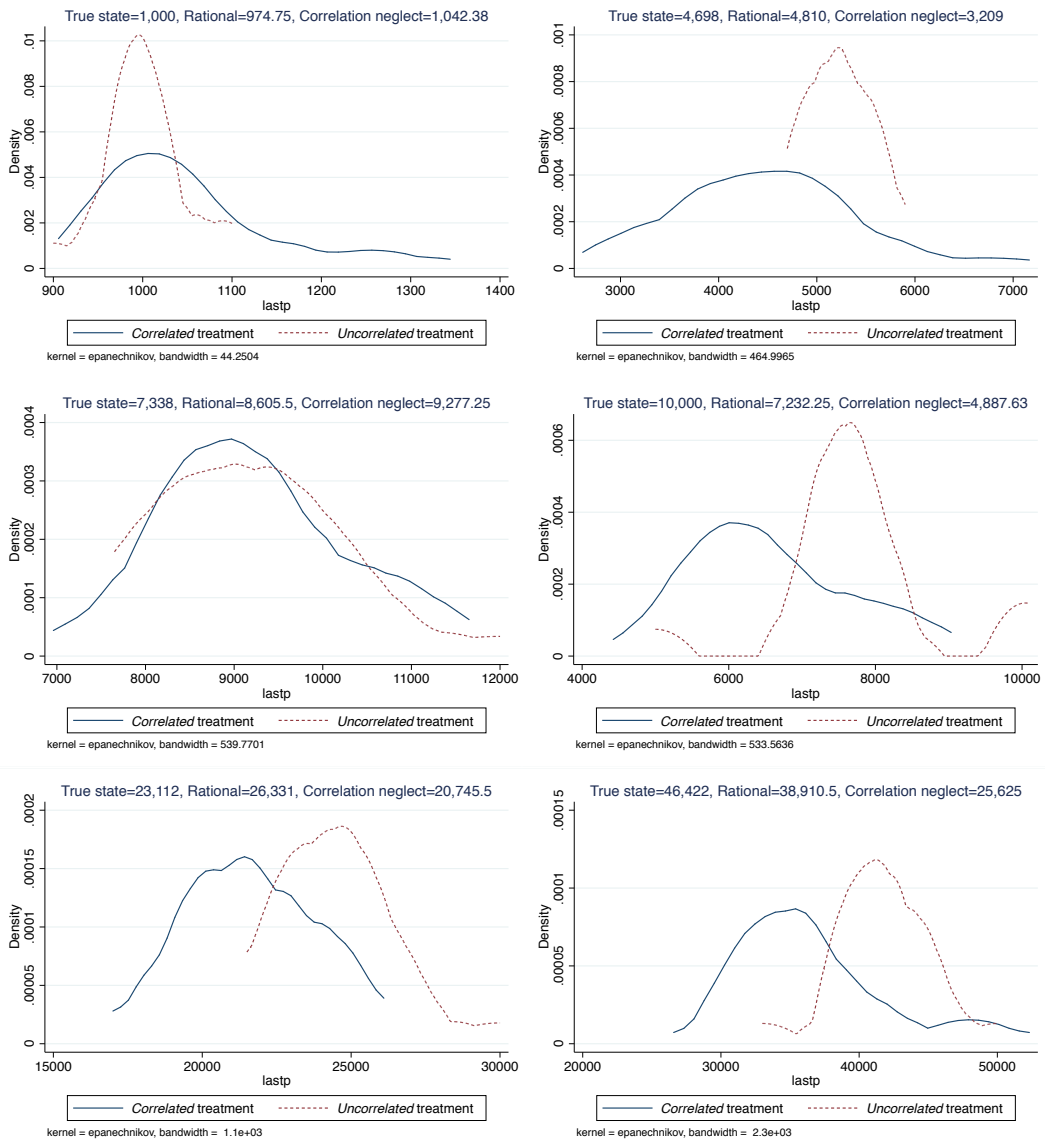 True state=1,000, Rational=974.75, Correlation neglect=1,042.38
Density
0 .002 .004 .006 .008 .01
900 1000 1100 1200 1300 1400
lastp
Correlated treatment Uncorrelated treatment
kernel = epanechnikov, bandwidth = 44.2504
True state=4,698, Rational=4,810, Correlation neglect=3,209
Density
0 .0002 .0004 .0006 .0008 .001
3000 4000 5000 6000 7000
lastp
Correlated treatment Uncorrelated treatment
kernel = epanechnikov, bandwidth = 464.9965
True state=7,338, Rational=8,605.5, Correlation neglect=9,277.25
Density
0 .0001 .0002 .0003 .0004
7000 8000 9000 10000 11000 12000
lastp
Correlated treatment Uncorrelated treatment
kernel = epanechnikov, bandwidth = 539.7701
True state=10,000, Rational=7,232.25, Correlation neglect=4,887.63
Density
0 .0002 .0004 .0006
4000 6000 8000 10000
lastp
Correlated treatment Uncorrelated treatment
kernel = epanechnikov, bandwidth = 533.5636
True state=23,112, Rational=26,331, Correlation neglect=20,745.5
Density
0 .00005 .0001 .00015 .0002
15000 20000 25000 30000
lastp
Correlated treatment Uncorrelated treatment
kernel = epanechnikov, bandwidth = 1.1e+03
True state=46,422, Rational=38,910.5, Correlation neglect=25,625
Density
0 .00005 .0001 .00015
20000 30000 40000 50000
lastp
Correlated treatment Uncorrelated treatment
kernel = epanechnikov, bandwidth = 2.3e+03